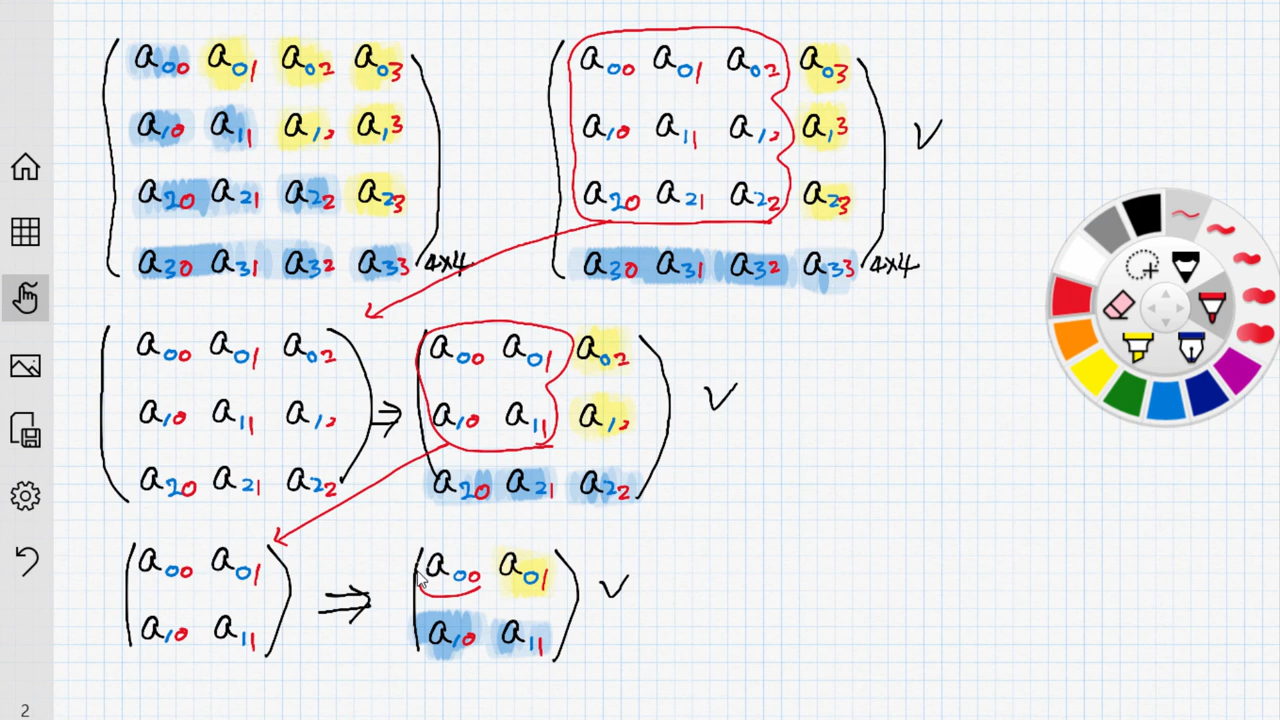 a00 a01 a02 a03
a10 a11 a12 a13
a20 a21 a22 a23
a30 a31 a32 a33 4x4
a00 a01 a02 a03
a10 a11 a12 a13 V
a20 a21 a22 a23
a30 a31 a32 a33 4x4
a00 a01 a02
a10 a11 a12 ⇒
a20 a21 a22
a00 a01 a02
a10 a11 a12 V
a20 a21 a22
a00 a01
a10 a11 ⇒
a00 a01 V
a10 a11
2